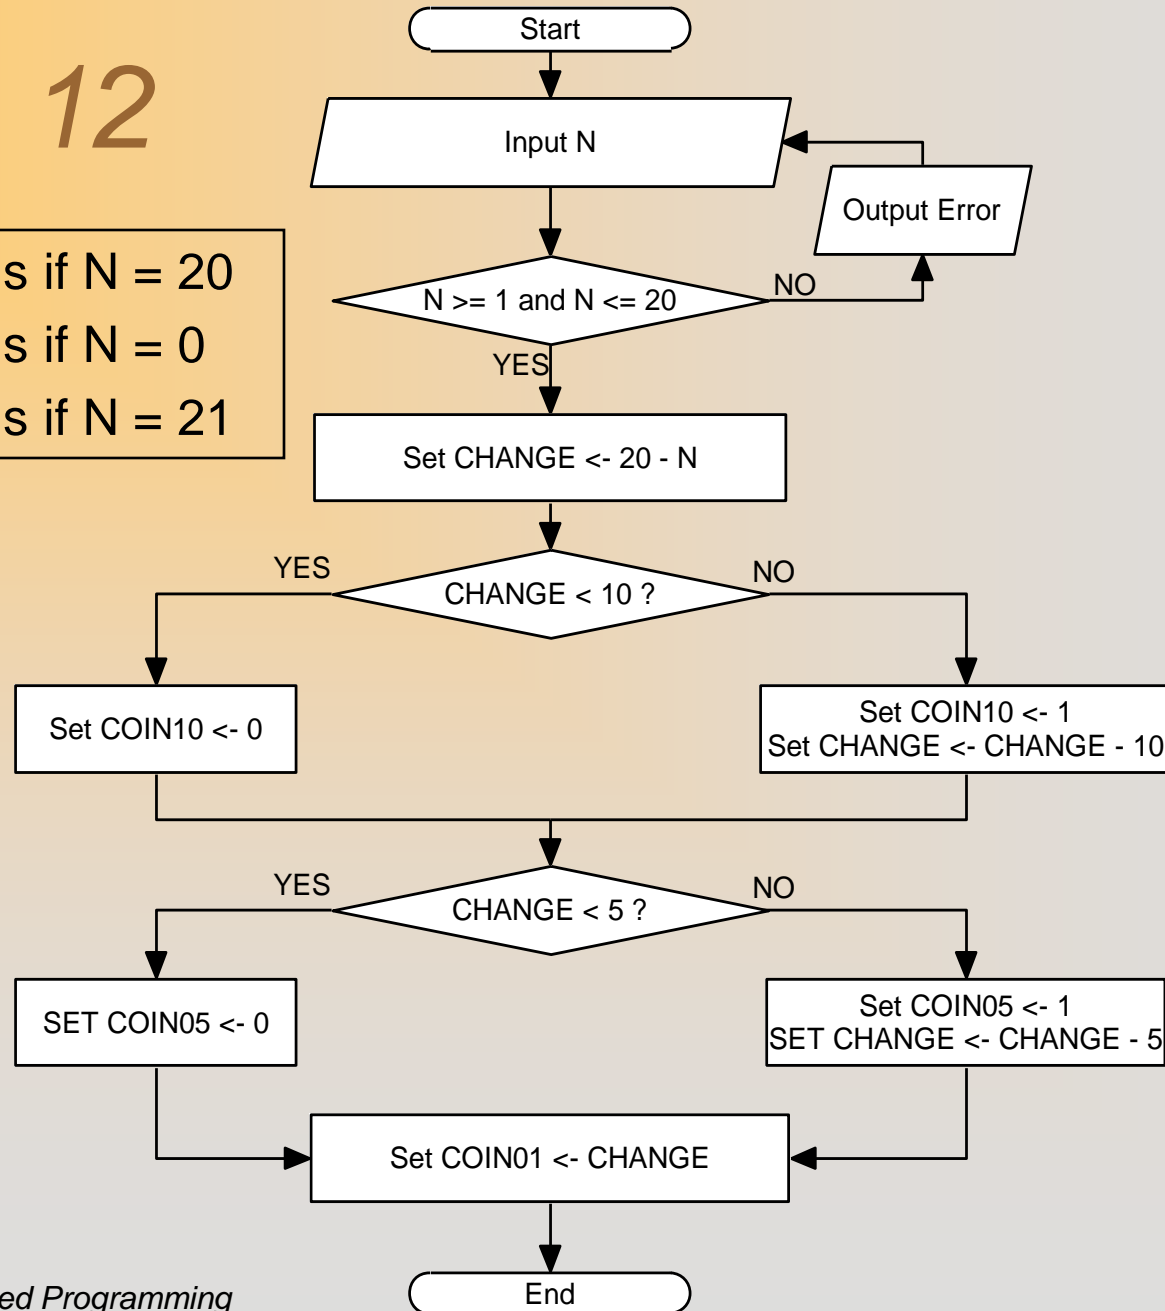 Start
12
Input N
Output Error
s if N = 20
s if N = 0
s if N = 21
N >= 1 and N <= 20
NO
YES
Set CHANGE <- 20 - N
YES
CHANGE < 10 ?
NO
Set COIN10 <- 0
Set COIN10 <- 1
Set CHANGE <- CHANGE - 10
YES
CHANGE < 5 ?
NO
SET COIN05 <- 0
Set COIN05 <- 1
SET CHANGE <- CHANGE - 5
Set COIN01 <- CHANGE
End
ed Programming